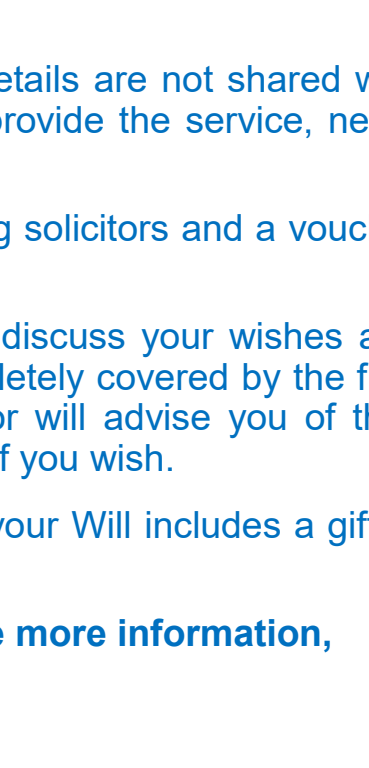 etails are not shared w
provide the service, ne
g solicitors and a vouc
discuss your wishes a
letely covered by the f
or will advise you of th
f you wish.
your Will includes a gif
e more information,